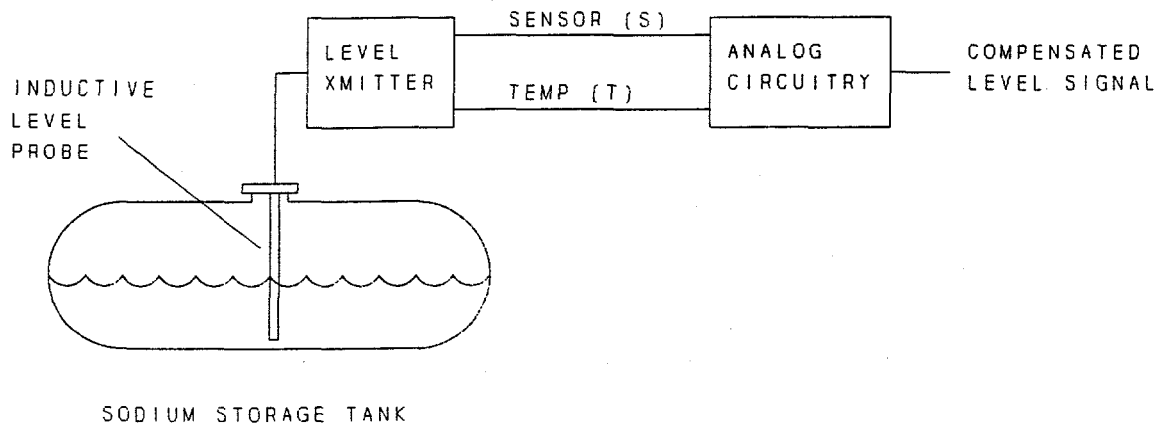 SENSOR (S)
LEVEL
XMITTER
ANALOG
CIRCUITRY
COMPENSATED
LEVEL SIGNAL
TEMP (T)
INDUCTIVE
LEVEL
PROBE
SODIUM STORAGE TANK